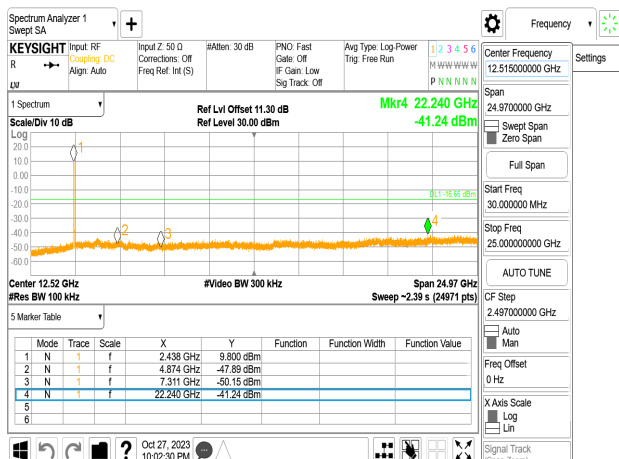 Spectrum Analyzer 1
Swept SA
Frequency
KEYSIGHT
R
Input: RF
Coupling: DC
Align: Auto
Input Z: 50 Ω
Corrections: Off
Freq Ref: Int (S)
#Atten: 30 dB
PNO: Fast
Gate: Off
IF Gain: Low
Sig Track: Off
Avg Type: Log-Power
Trig: Free Run
1 2 3 4 5 6
M W W W W W
P N N N N N
1 Spectrum
Scale/Div 10 dB
Ref Lvl Offset 11.30 dB
Ref Level 30.00 dBm
Mkr4 22.240 GHz
-41.24 dBm
Log
20.0
10.0
0.00
-10.0
-20.0
-30.0
-40.0
-50.0
-60.0
1
2
3
4
DL1 -16.66 dBm
Center 12.52 GHz
#Video BW 300 kHz
Span 24.97 GHz
#Res BW 100 kHz
Sweep ~2.39 s (24971 pts)
5 Marker Table
Mode Trace Scale X Y Function Function Width Function Value
1 N 1 f 2.438 GHz 9.800 dBm
2 N 1 f 4.874 GHz -47.89 dBm
3 N 1 f 7.311 GHz -50.15 dBm
4 N 1 f 22.240 GHz -41.24 dBm
5
6
Oct 27, 2023
10:02:30 PM
Center Frequency
12.515000000 GHz
Settings
Span
24.9700000 GHz
Swept Span
Zero Span
Full Span
Start Freq
30.000000 MHz
Stop Freq
25.000000000 GHz
AUTO TUNE
CF Step
2.497000000 GHz
Auto
Man
Freq Offset
0 Hz
X Axis Scale
Log
Lin
Signal Track